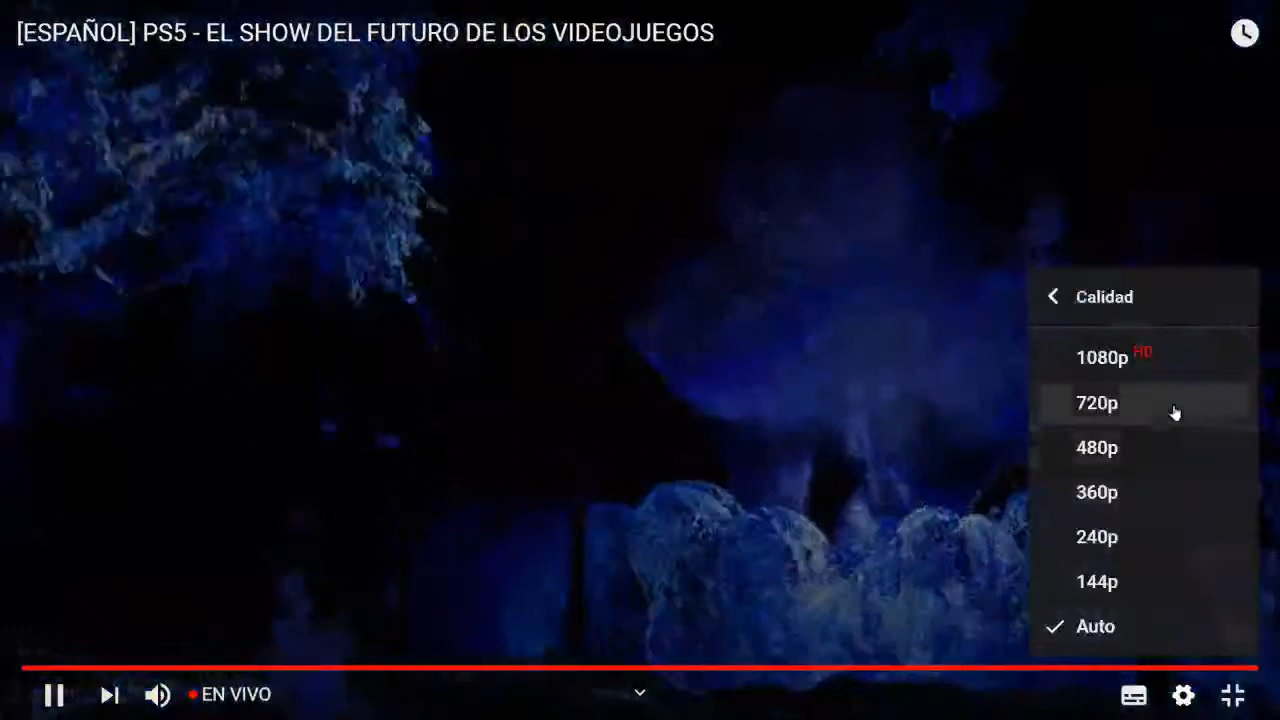 [ESPAÑOL] PS5 - EL SHOW DEL FUTURO DE LOS VIDEOJUEGOS
Calidad
1080p HD
720p
480p
360p
240p
144p
Auto
EN VIVO